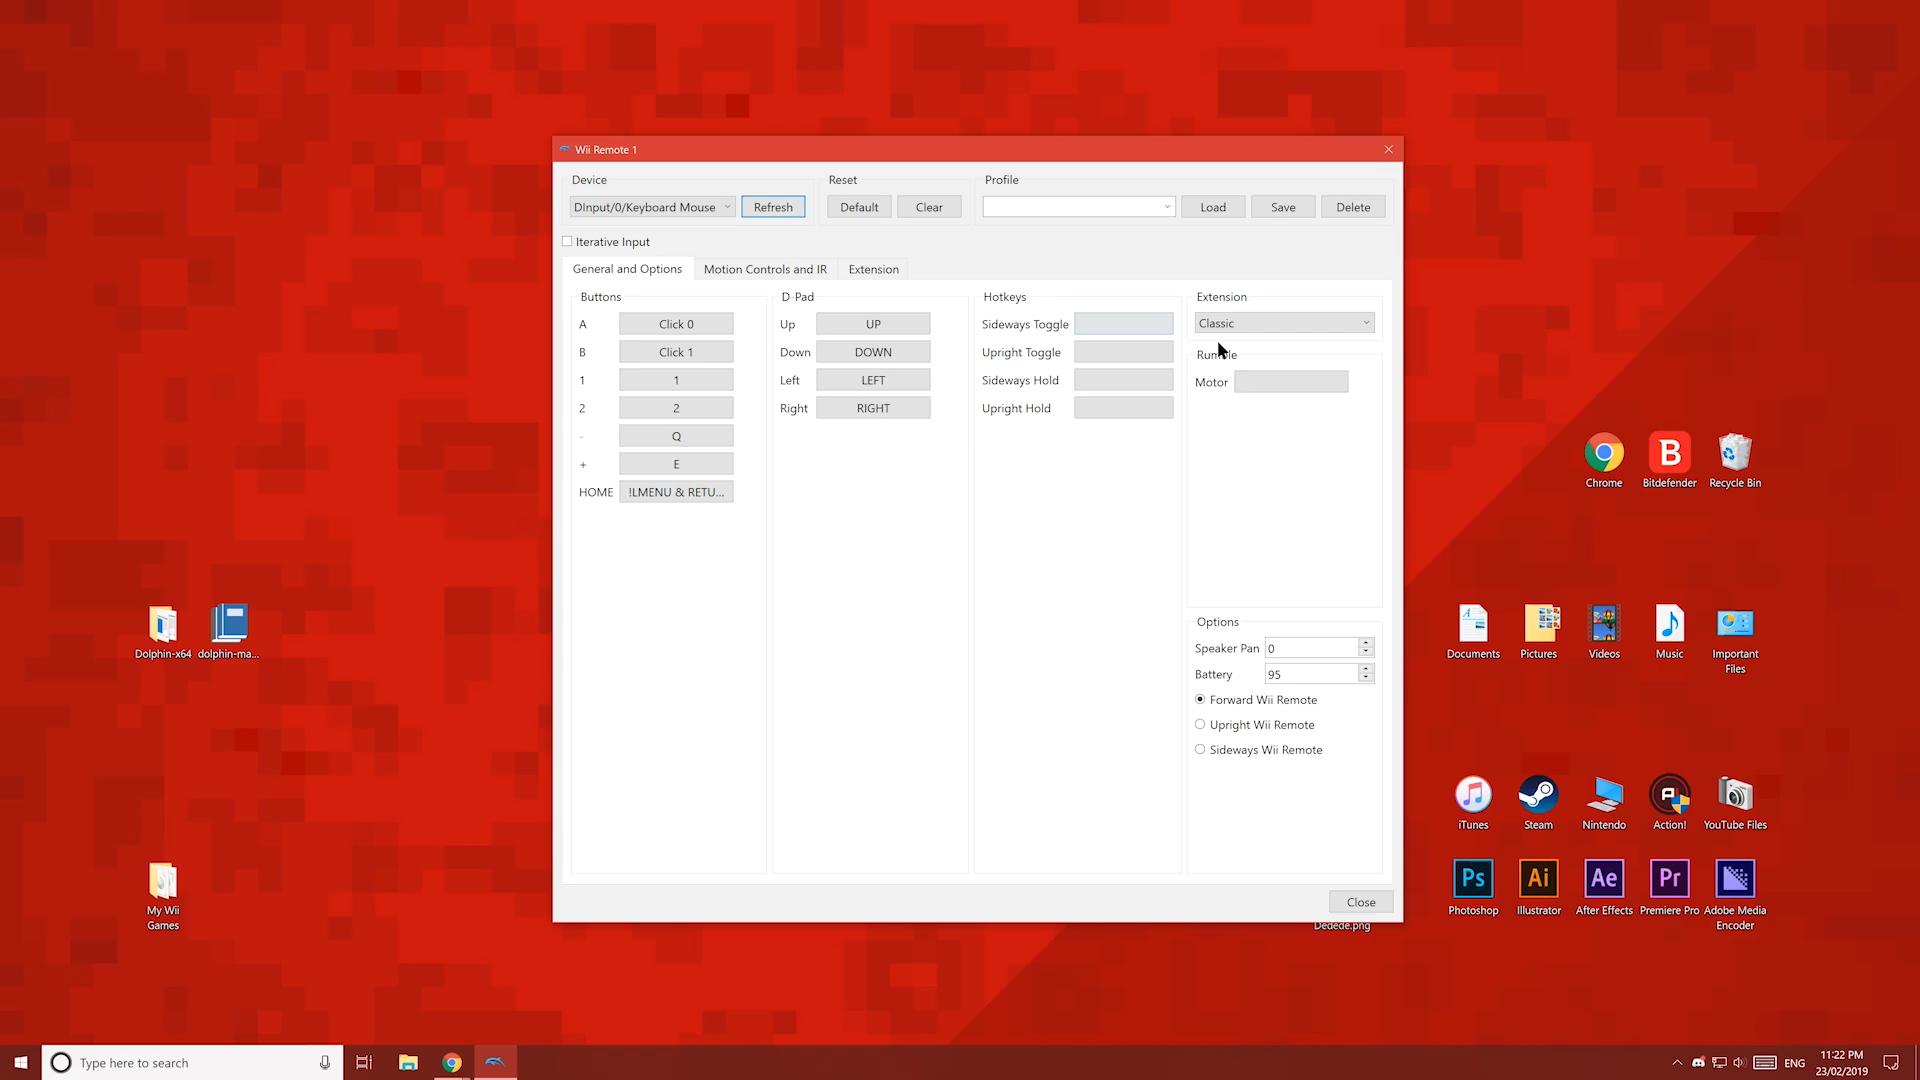 Wii Remote 1
Device
Reset
Profile
DInput/0/Keyboard Mouse
Refresh
Default
Clear
Load
Save
Delete
Iterative Input
General and Options
Motion Controls and IR
Extension
Buttons
A
Click 0
B
Click 1
1
1
2
2
-
Q
+
E
HOME
!LMENU & RETU...
D-Pad
Up
UP
Down
DOWN
Left
LEFT
Right
RIGHT
Hotkeys
Sideways Toggle
Upright Toggle
Sideways Hold
Upright Hold
Extension
Classic
Rumble
Motor
Options
Speaker Pan
0
Battery
95
Forward Wii Remote
Upright Wii Remote
Sideways Wii Remote
Close
Dedede.png
Dolphin-x64
dolphin-ma...
My Wii
Games
Chrome
B
Bitdefender
Recycle Bin
Documents
Pictures
Videos
Music
Important
Files
iTunes
Steam
Nintendo
Action!
YouTube Files
Ps
Photoshop
Ai
Illustrator
Ae
After Effects
Pr
Premiere Pro
Adobe Media
Encoder
Type here to search
ENG
11:22 PM
23/02/2019